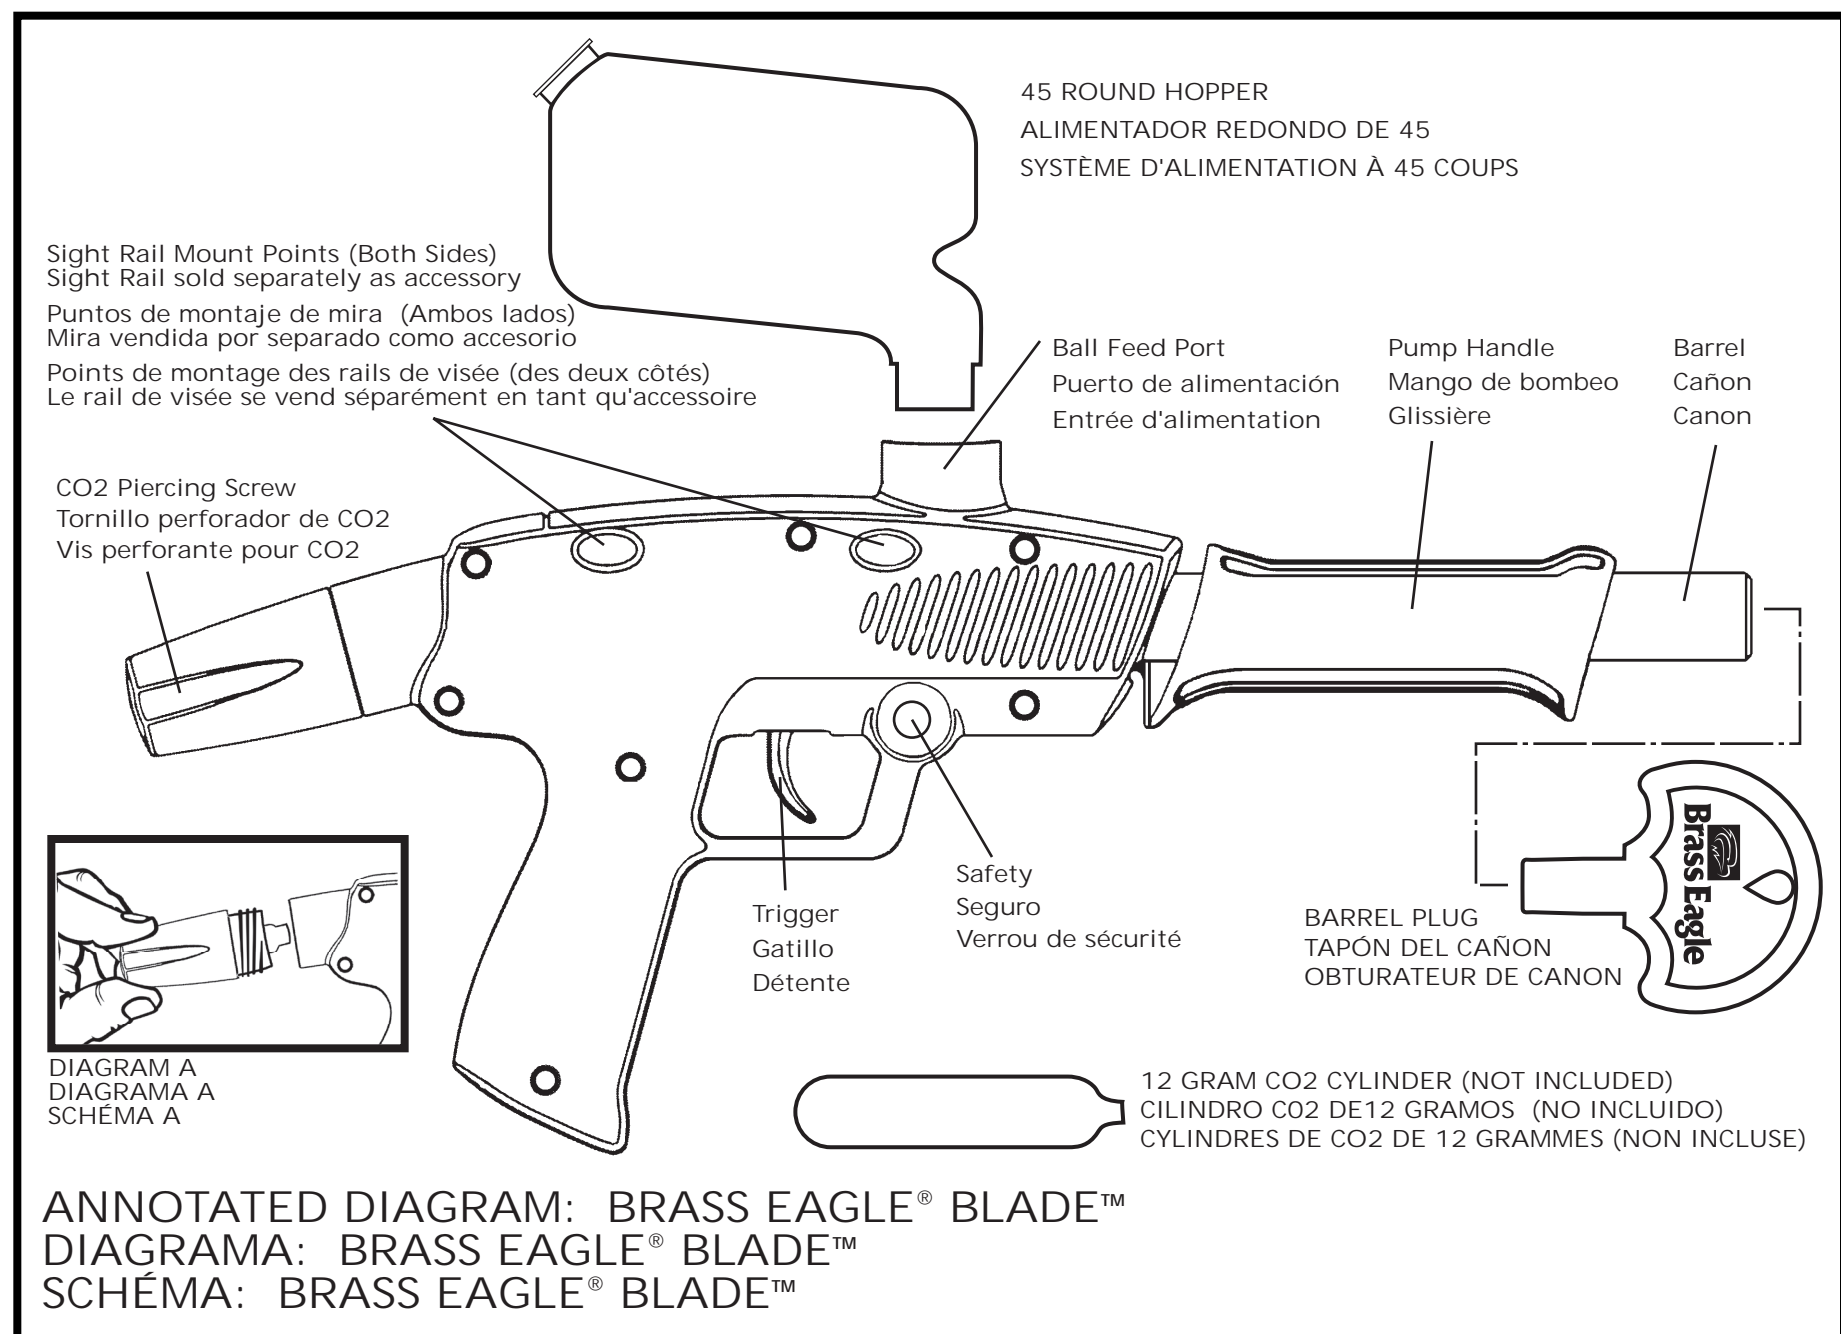 45 ROUND HOPPER
ALIMENTADOR REDONDO DE 45
SYSTÈME D'ALIMENTATION À 45 COUPS
Sight Rail Mount Points (Both Sides)
Sight Rail sold separately as accessory
Puntos de montaje de mira (Ambos lados)
Mira vendida por separado como accesorio
Points de montage des rails de visée (des deux côtés)
Le rail de visée se vend séparément en tant qu'accessoire
Ball Feed Port
Puerto de alimentación
Entrée d'alimentation
Pump Handle
Mango de bombeo
Glissière
Barrel
Cañon
Canon
CO2 Piercing Screw
Tornillo perforador de CO2
Vis perforante pour CO2
Trigger
Gatillo
Détente
Safety
Seguro
Verrou de sécurité
BARREL PLUG
TAPÓN DEL CAÑON
OBTURATEUR DE CANON
Brass Eagle
DIAGRAM A
DIAGRAMA A
SCHÉMA A
12 GRAM CO2 CYLINDER (NOT INCLUDED)
CILINDRO C02 DE12 GRAMOS (NO INCLUIDO)
CYLINDRES DE CO2 DE 12 GRAMMES (NON INCLUSE)
ANNOTATED DIAGRAM: BRASS EAGLE® BLADE™
DIAGRAMA: BRASS EAGLE® BLADE™
SCHÉMA: BRASS EAGLE® BLADE™